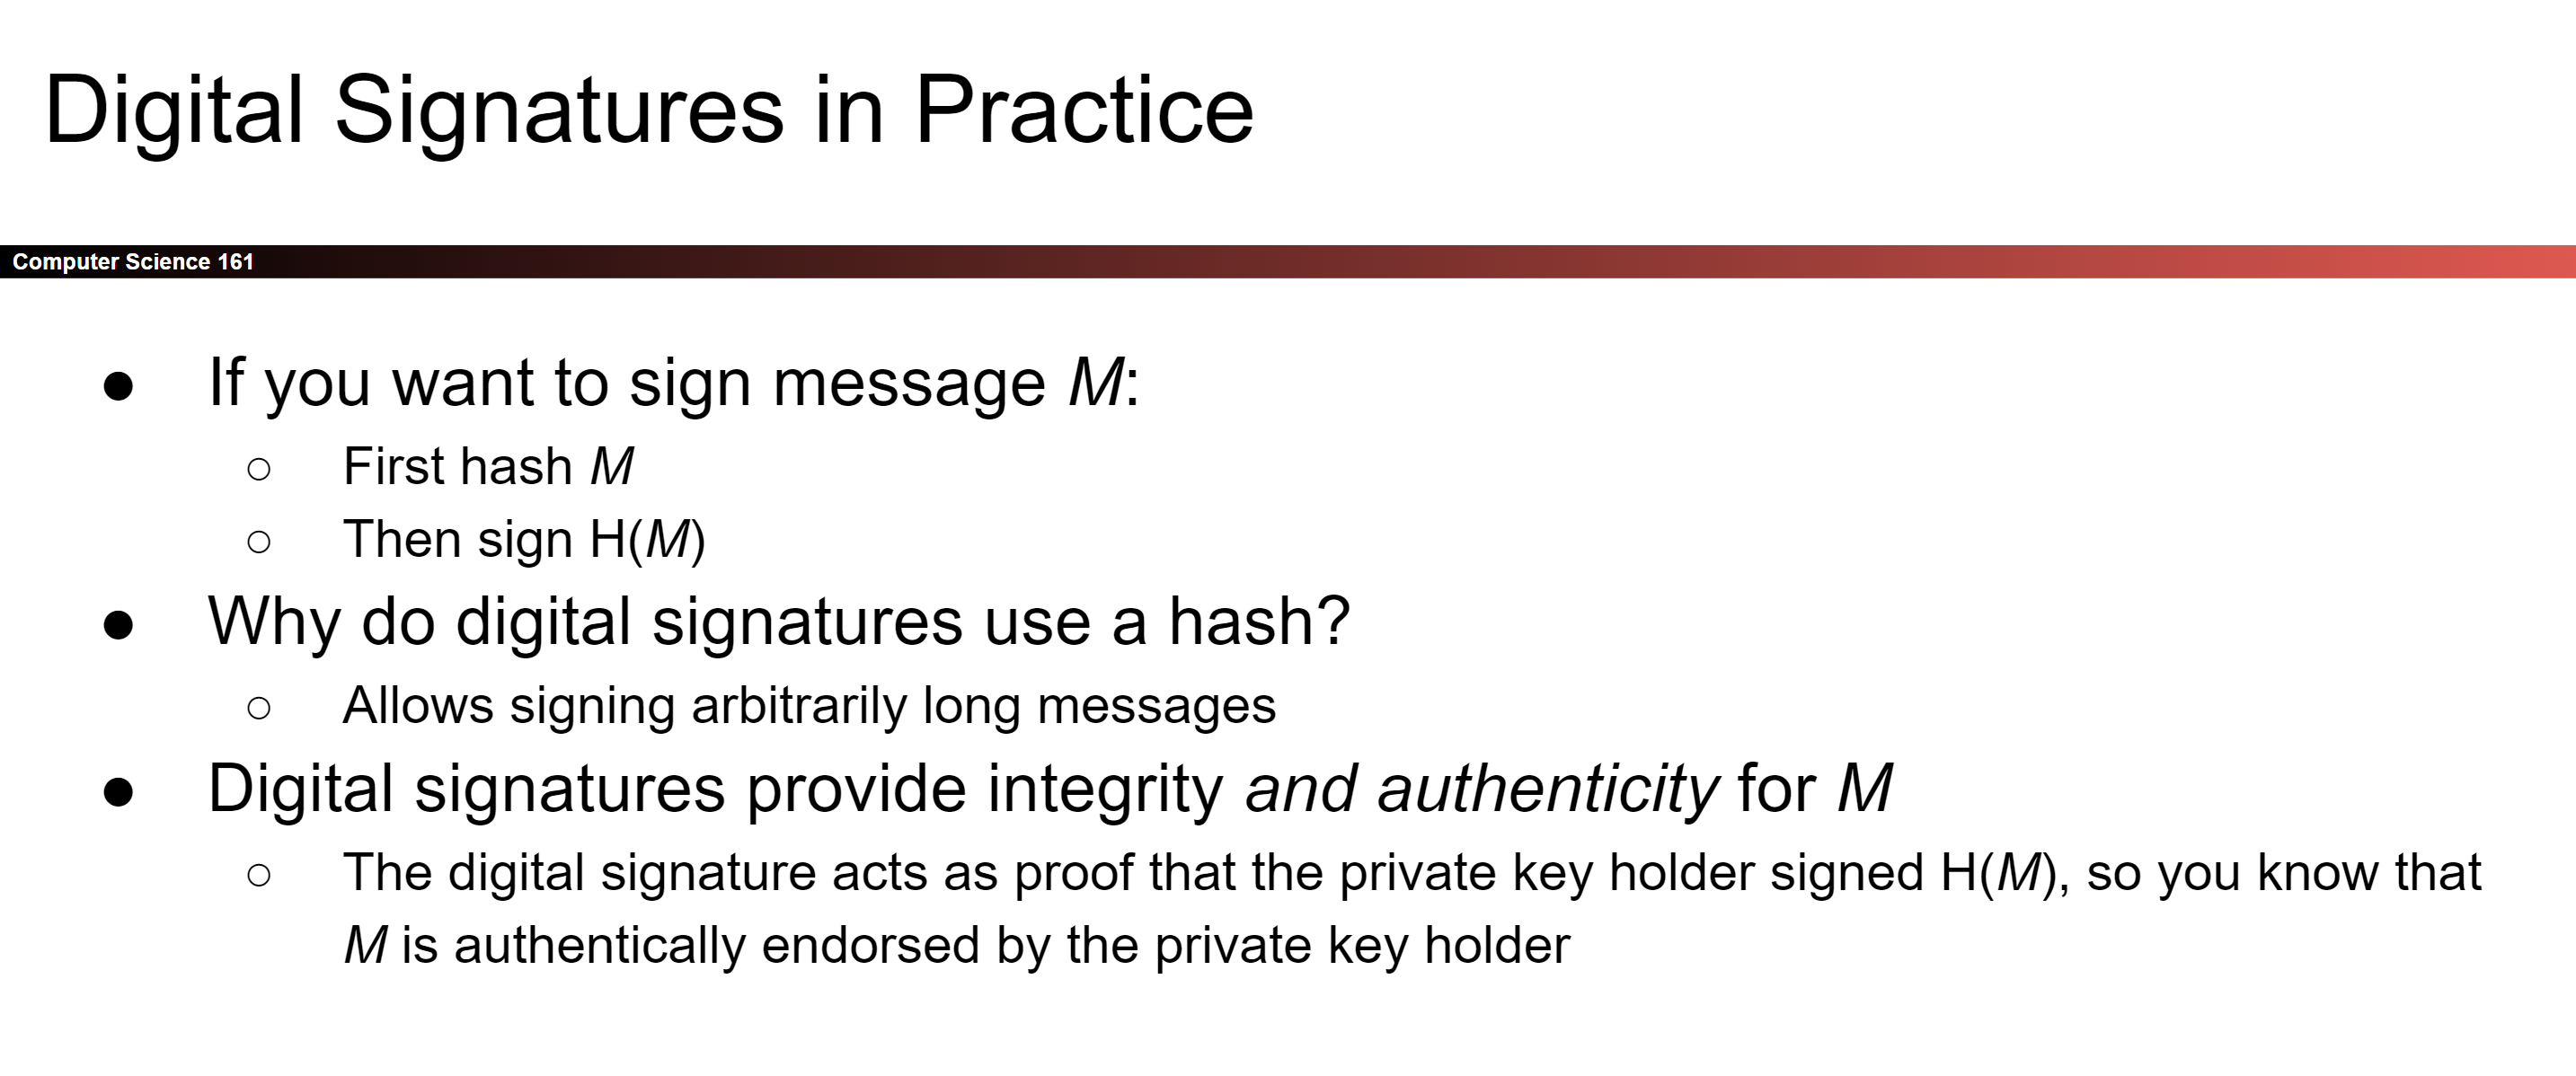 Digital Signatures in Practice
Computer Science 161
● If you want to sign message M:
○ First hash M
○ Then sign H(M)
● Why do digital signatures use a hash?
○ Allows signing arbitrarily long messages
● Digital signatures provide integrity and authenticity for M
○ The digital signature acts as proof that the private key holder signed H(M), so you know that
M is authentically endorsed by the private key holder